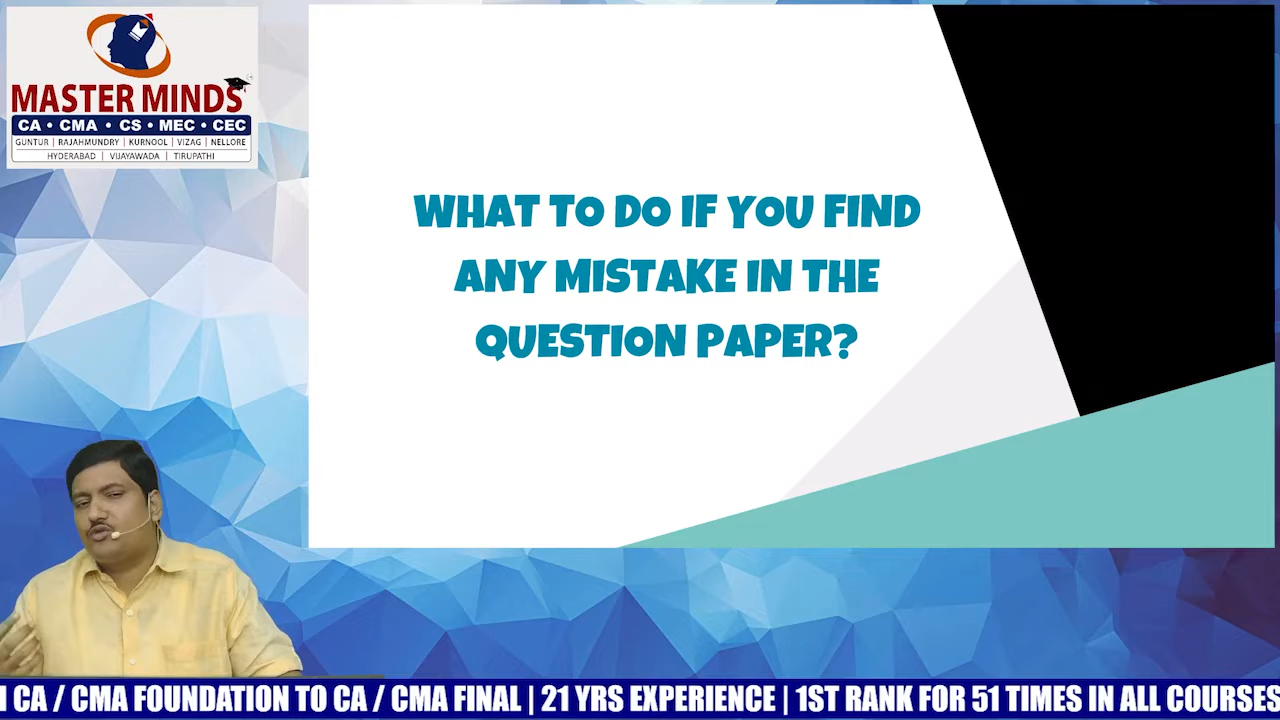 MASTER MINDS
CA • CMA • CS • MEC • CEC
GUNTUR | RAJAHMUNDRY | KURNOOL | VIZAG | NELLORE
HYDERABAD | VIJAYAWADA | TIRUPATHI
WHAT TO DO IF YOU FIND
ANY MISTAKE IN THE
QUESTION PAPER?
CA / CMA FOUNDATION TO CA / CMA FINAL | 21 YRS EXPERIENCE | 1ST RANK FOR 51 TIMES IN ALL COURSES